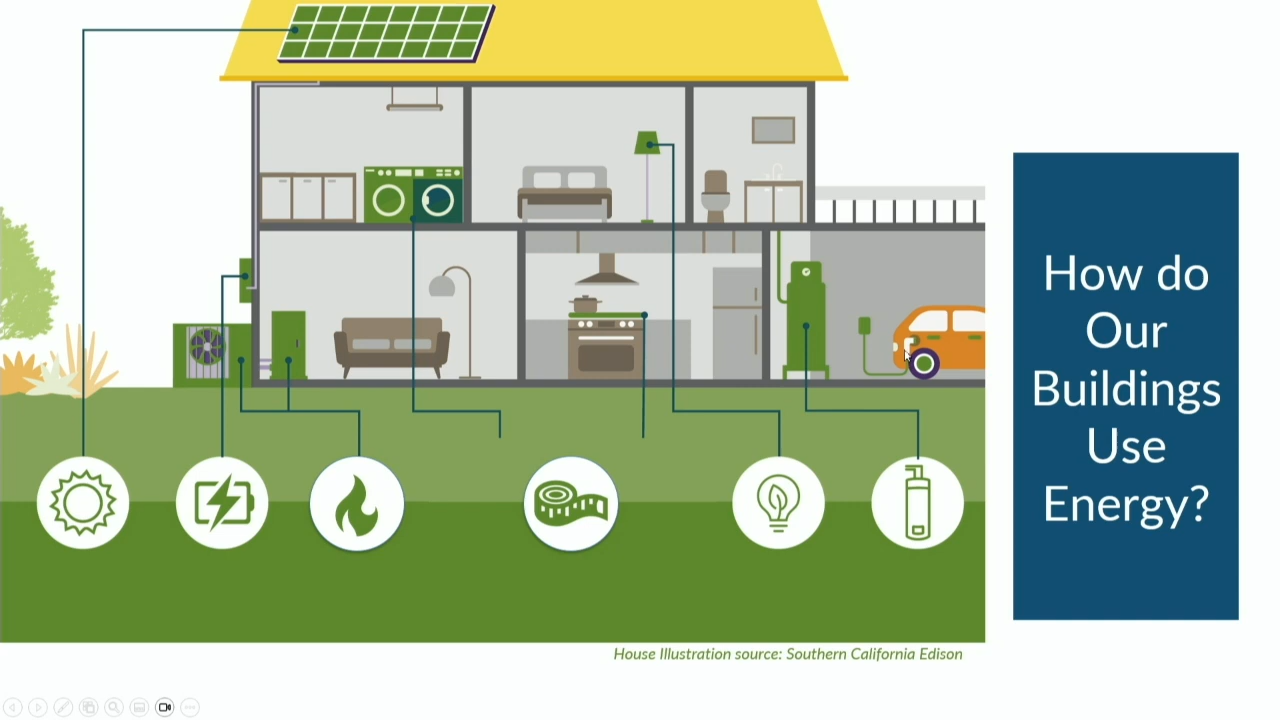 How do
Our
Buildings
Use
Energy?
House Illustration source: Southern California Edison